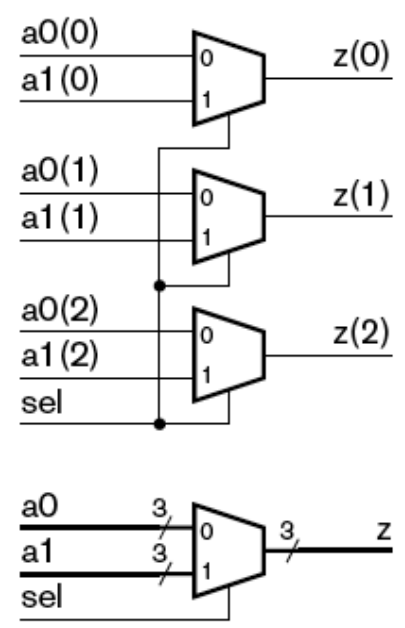 a0(0)
0
z(0)
a1(0)
1
a0(1)
0
z(1)
a1(1)
1
a0(2)
0
z(2)
a1(2)
1
sel
a0
3
0
3
z
a1
3
1
sel